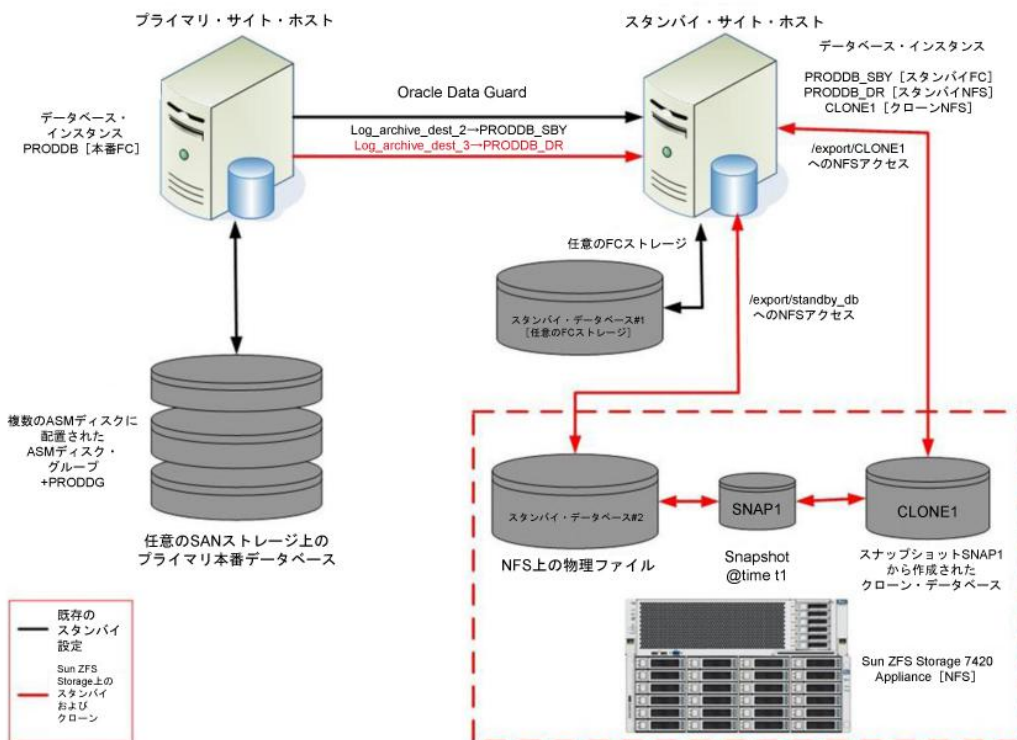 プライマリ・サイト・ホスト
スタンバイ・サイト・ホスト
データベース・インスタンス
PRODDB_SBY［スタンバイFC］
PRODDB_DR［スタンバイNFS］
CLONE1［クローンNFS］
データベース・
インスタンス
PRODDB［本番FC］
Oracle Data Guard
Log_archive_dest_2→PRODDB_SBY
Log_archive_dest_3→PRODDB_DR
/export/CLONE1
へのNFSアクセス
任意のFCストレージ
スタンバイ・データベース#1
［任意のFCストレージ］
/export/standby_db
へのNFSアクセス
複数のASMディスクに
配置された
ASMディスク・
グループ
+PRODDG
任意のSANストレージ上の
プライマリ本番データベース
スタンバイ・データベース#2
NFS上の物理ファイル
SNAP1
Snapshot
@time t1
CLONE1
スナップショットSNAP1
から作成された
クローン・データベース
Sun ZFS Storage 7420
Appliance［NFS］
既存の
スタンバイ
設定
Sun ZFS
Storage上の
スタンバイ
および
クローン